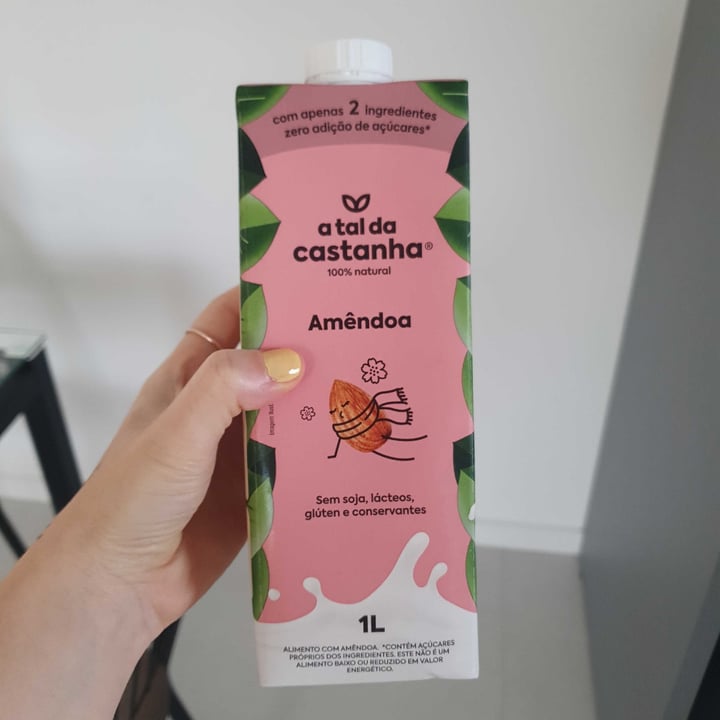 com apenas 2 ingredientes
zero adição de açúcares*
a tal da
castanha®
100% natural
Amêndoa
Sem soja, lácteos,
glúten e conservantes
1L
ALIMENTO COM AMÊNDOA. *CONTÉM AÇÚCARES
PRÓPRIOS DOS INGREDIENTES. ESTE NÃO É UM
ALIMENTO BAIXO OU REDUZIDO EM VALOR
ENERGÉTICO.